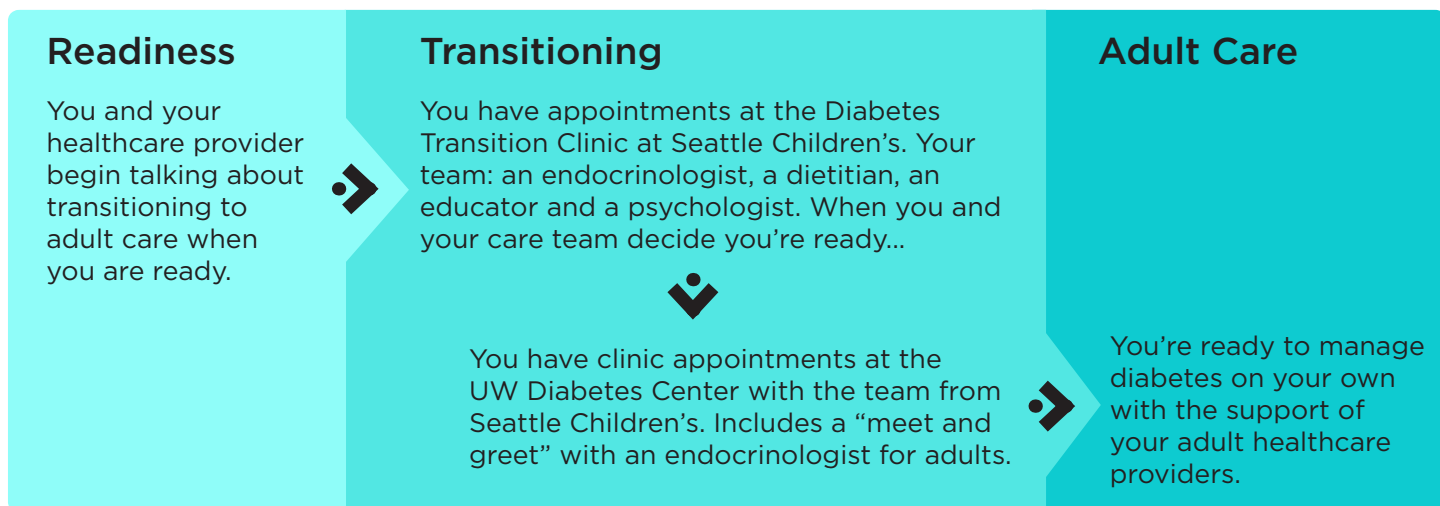 Readiness
You and your
healthcare provider
begin talking about
transitioning to
adult care when
you are ready.
Transitioning
You have appointments at the Diabetes
Transition Clinic at Seattle Children’s. Your
team: an endocrinologist, a dietitian, an
educator and a psychologist. When you and
your care team decide you’re ready...
You have clinic appointments at the
UW Diabetes Center with the team from
Seattle Children’s. Includes a “meet and
greet” with an endocrinologist for adults.
Adult Care
You’re ready to manage
diabetes on your own
with the support of
your adult healthcare
providers.